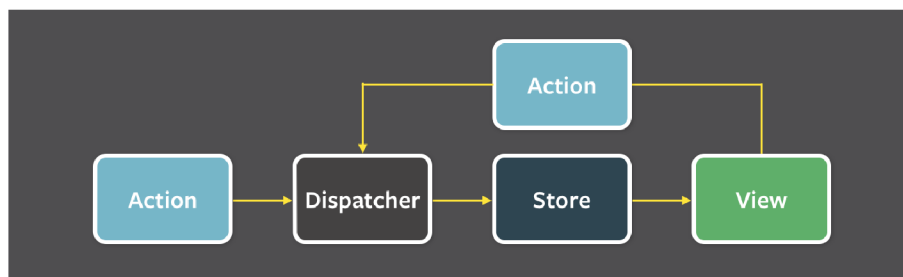 Action
Action
Dispatcher
Store
View